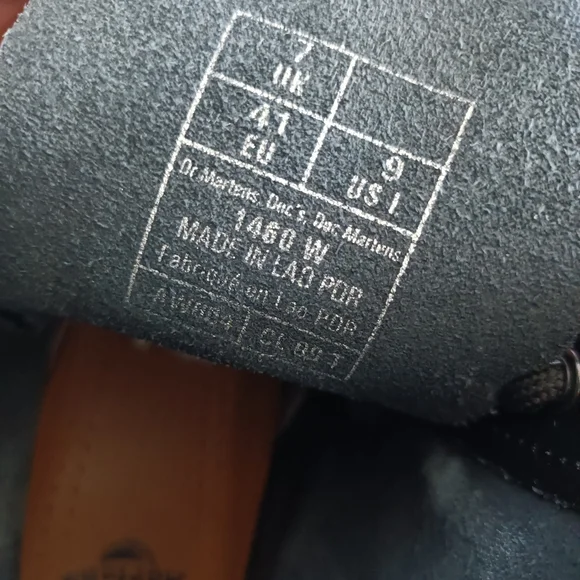 7
UK
41
EU
9
US L
Dr.Martens. Doc's. Doc Martens
1460 W
MADE IN LAO PDR
Fabriqué en Lao PDR
AW004